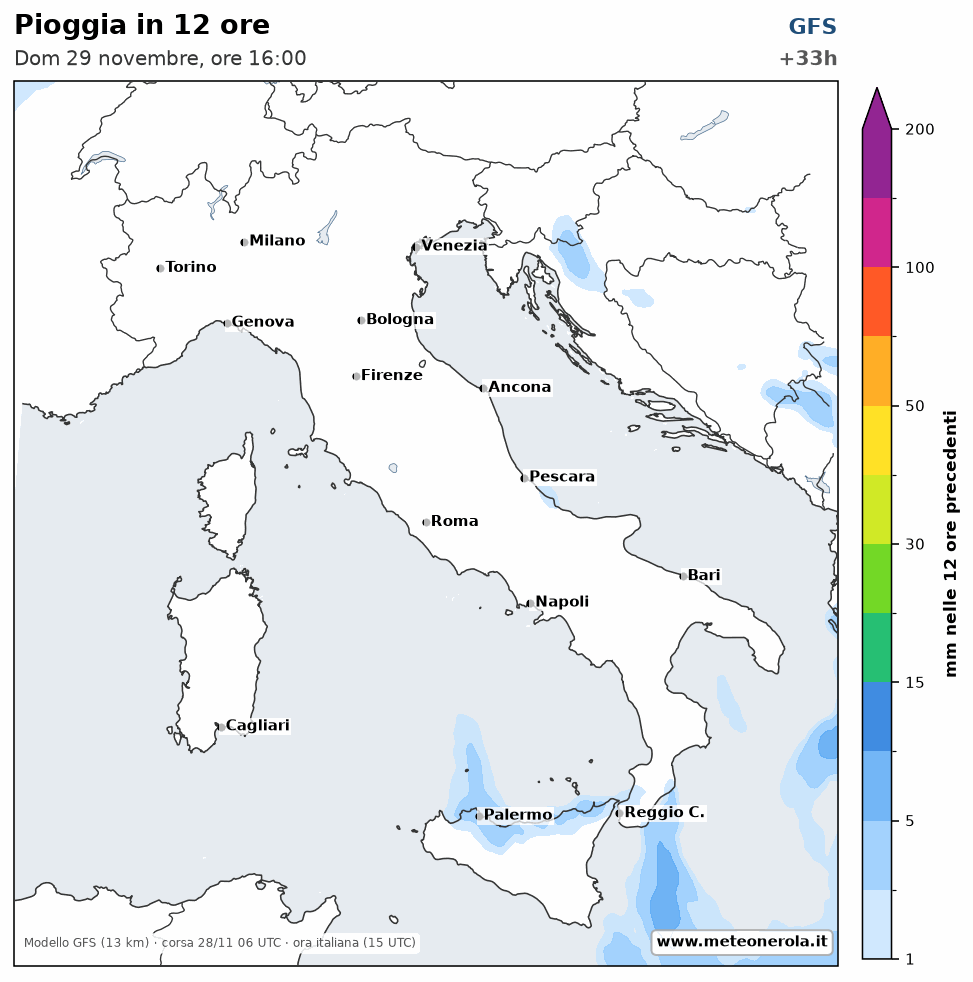 Pioggia in 12 ore
GFS
Dom 29 novembre, ore 16:00
+33h
Milano
Venezia
Torino
Genova
Bologna
Firenze
Ancona
Pescara
Roma
Bari
Napoli
Cagliari
Palermo
Reggio C.
200
100
50
30
15
5
1
mm nelle 12 ore precedenti
Modello GFS (13 km) · corsa 28/11 06 UTC · ora italiana (15 UTC)
www.meteonerola.it